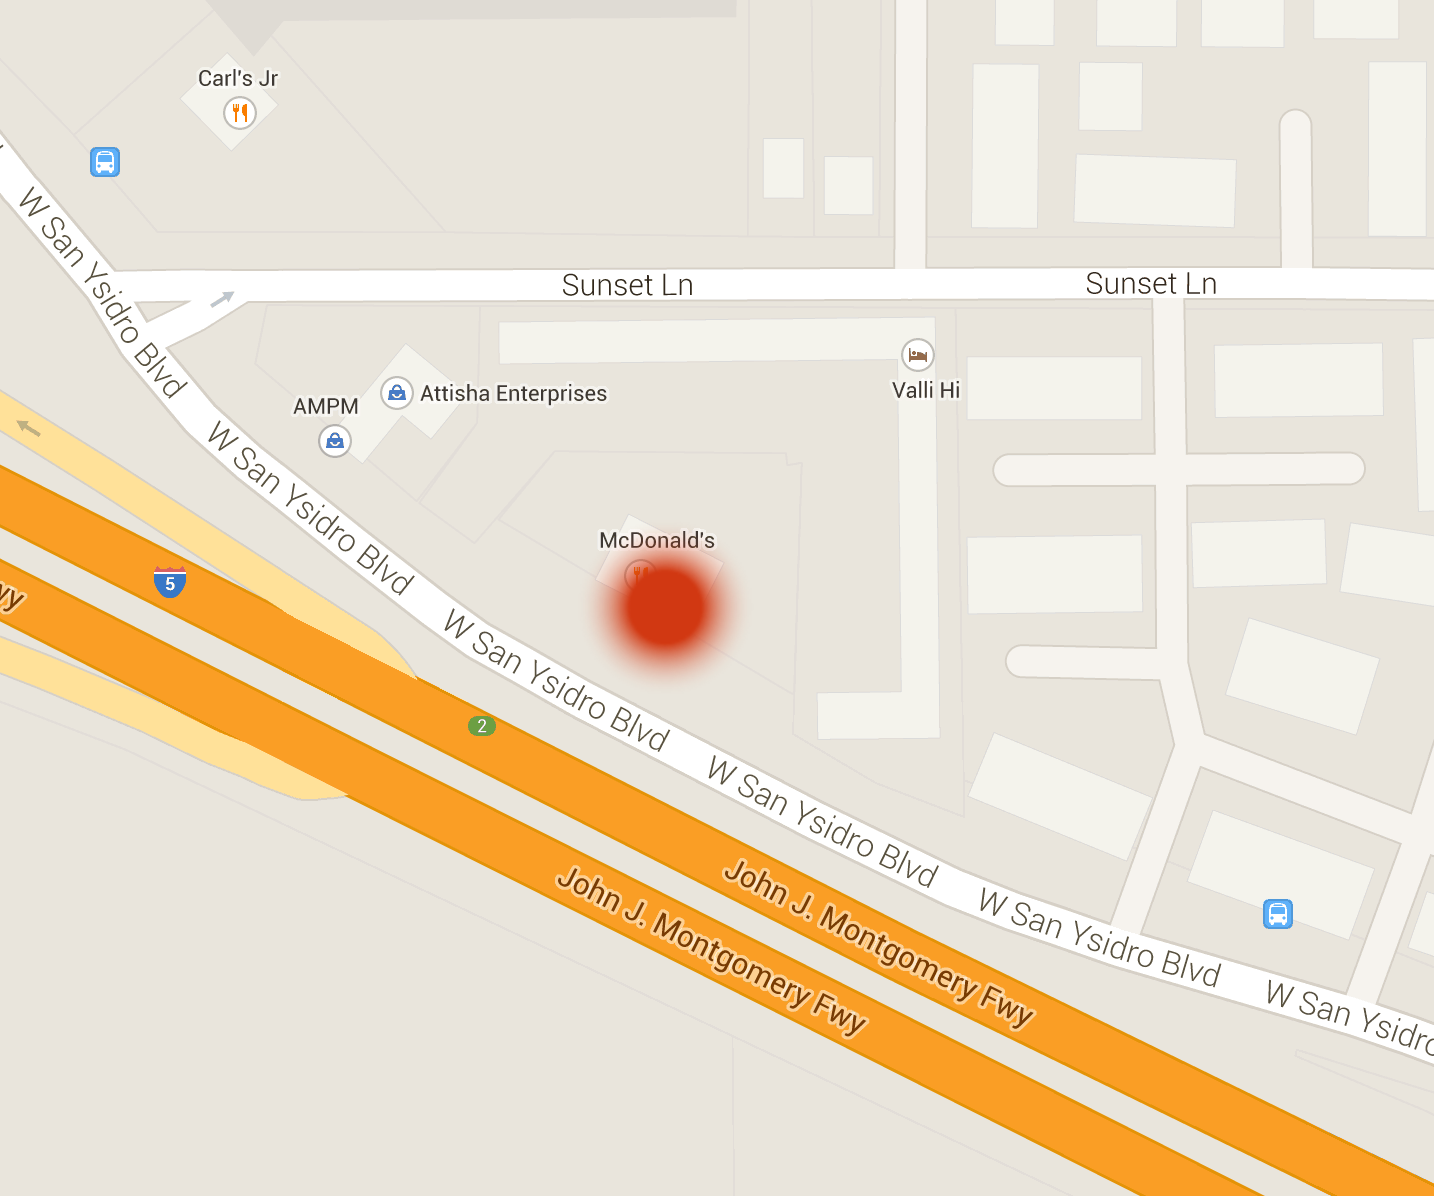 Carl's Jr
W San Ysidro Blvd
Sunset Ln
Sunset Ln
Valli Hi
Attisha Enterprises
AMPM
W San Ysidro Blvd
McDonald's
5
wy
W San Ysidro Blvd
2
W San Ysidro Blvd
John J. Montgomery Fwy
John J. Montgomery Fwy
W San Ysidro Blvd
W San Ysidro